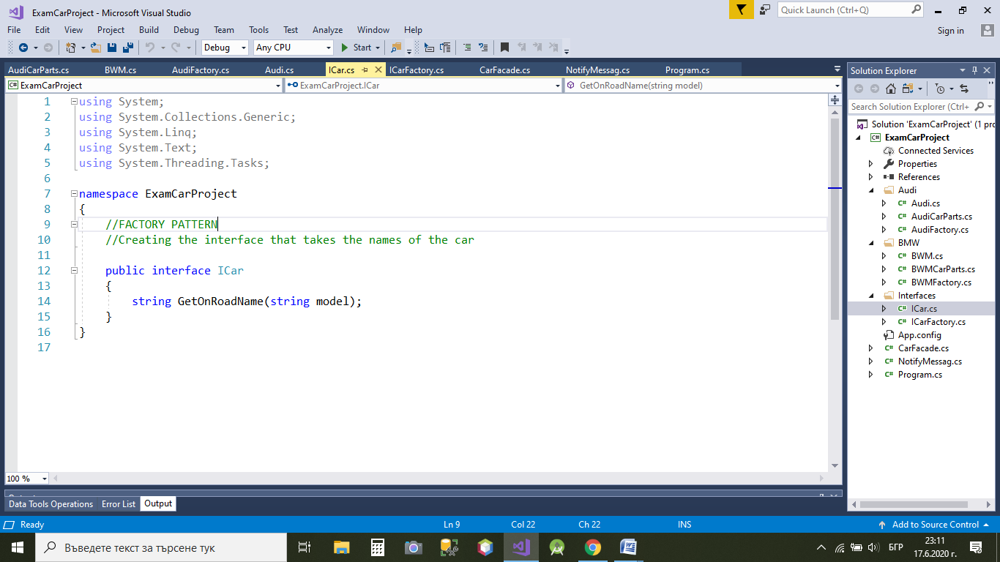 ExamCarProject - Microsoft Visual Studio
Quick Launch (Ctrl+Q)
File Edit View Project Build Debug Team Tools Test Analyze Window Help
Sign in
Debug Any CPU Start
AudiCarParts.cs BWM.cs AudiFactory.cs Audi.cs ICar.cs ICarFactory.cs CarFacade.cs NotifyMessag.cs Program.cs
ExamCarProject ExamCarProject.ICar GetOnRoadName(string model)
1 using System;
2 using System.Collections.Generic;
3 using System.Linq;
4 using System.Text;
5 using System.Threading.Tasks;
6
7 namespace ExamCarProject
8 {
9 //FACTORY PATTERN
10 //Creating the interface that takes the names of the car
11
12 public interface ICar
13 {
14 string GetOnRoadName(string model);
15 }
16 }
17
100 %
Solution Explorer
Search Solution Explorer (Ctrl+
Solution 'ExamCarProject' (1 pro
C# ExamCarProject
Connected Services
Properties
References
Audi
C# Audi.cs
C# AudiCarParts.cs
C# AudiFactory.cs
BMW
C# BWM.cs
C# BWMCarParts.cs
C# BWMFactory.cs
Interfaces
C# ICar.cs
C# ICarFactory.cs
App.config
C# CarFacade.cs
C# NotifyMessag.cs
C# Program.cs
Data Tools Operations Error List Output
Ready Ln 9 Col 22 Ch 22 INS Add to Source Control
Въведете текст за търсене тук
БГР
23:11
17.6.2020 г.